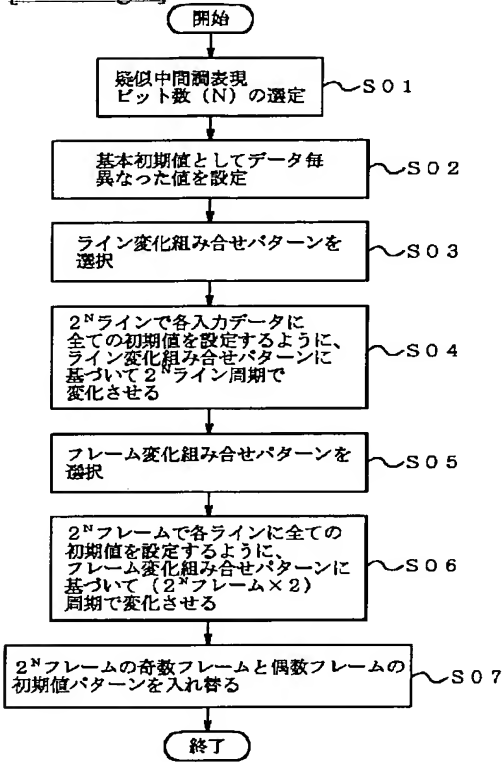 開始
疑似中間調表現
ビット数（N）の選定
S01
基本初期値としてデータ毎
異なった値を設定
S02
ライン変化組み合せパターンを
選択
S03
2ᴺラインで各入力データに
全ての初期値を設定するように、
ライン変化組み合せパターンに
基づいて2ᴺライン周期で
変化させる
S04
フレーム変化組み合せパターンを
選択
S05
2ᴺフレームで各ラインに全ての
初期値を設定するように、
フレーム変化組み合せパターンに
基づいて（2ᴺフレーム×2）
周期で変化させる
S06
2ᴺフレームの奇数フレームと偶数フレームの
初期値パターンを入れ替る
S07
終了